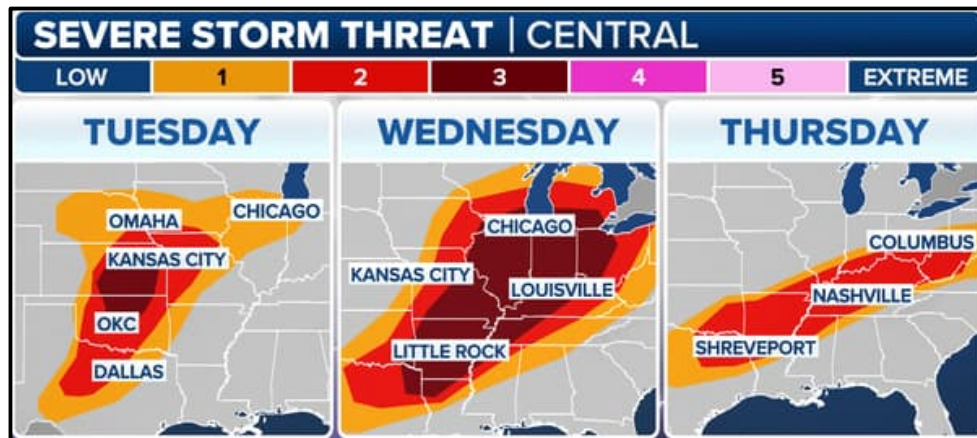 SEVERE STORM THREAT | CENTRAL
LOW 1 2 3 4 5 EXTREME
TUESDAY
OMAHA
CHICAGO
KANSAS CITY
OKC
DALLAS
WEDNESDAY
CHICAGO
KANSAS CITY
LOUISVILLE
LITTLE ROCK
THURSDAY
COLUMBUS
NASHVILLE
SHREVEPORT